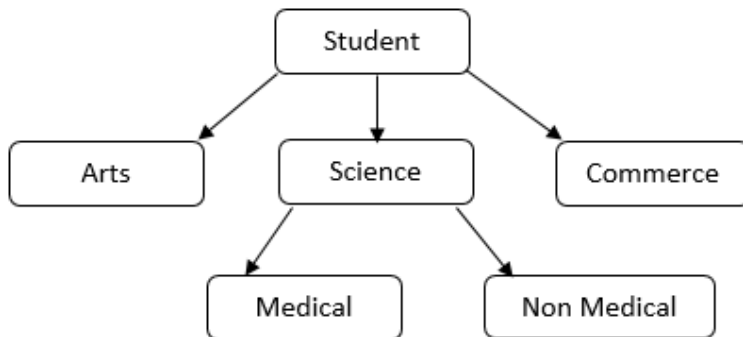 Student
Arts
Science
Commerce
Medical
Non Medical